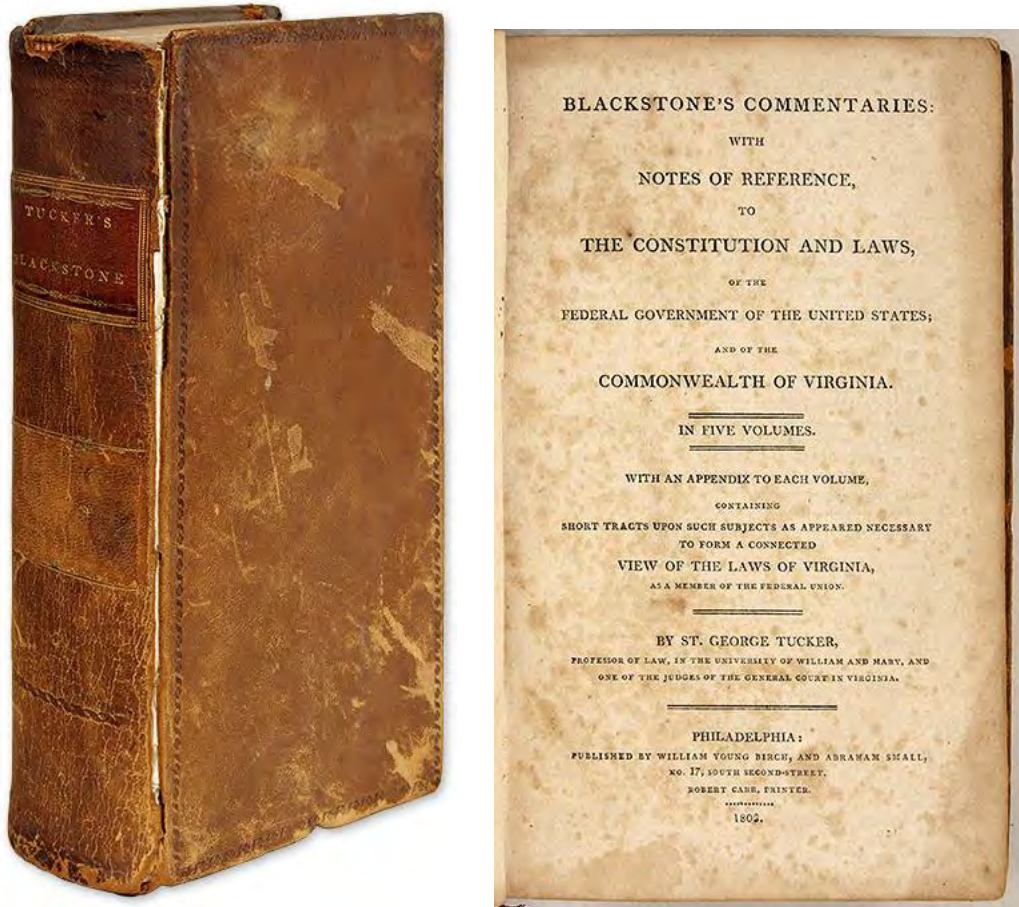 TUCKER'S
BLACKSTONE
BLACKSTONE'S COMMENTARIES:
WITH
NOTES OF REFERENCE,
TO
THE CONSTITUTION AND LAWS,
OF THE
FEDERAL GOVERNMENT OF THE UNITED STATES;
AND OF THE
COMMONWEALTH OF VIRGINIA.
IN FIVE VOLUMES.
WITH AN APPENDIX TO EACH VOLUME,
CONTAINING
SHORT TRACTS UPON SUCH SUBJECTS AS APPEARED NECESSARY
TO FORM A CONNECTED
VIEW OF THE LAWS OF VIRGINIA,
AS A MEMBER OF THE FEDERAL UNION.
BY ST. GEORGE TUCKER,
PROFESSOR OF LAW, IN THE UNIVERSITY OF WILLIAM AND MARY, AND
ONE OF THE JUDGES OF THE GENERAL COURT IN VIRGINIA.
PHILADELPHIA:
PUBLISHED BY WILLIAM YOUNG BIRCH, AND ABRAHAM SMALL,
NO. 17, SOUTH SECOND-STREET.
ROBERT CARR, PRINTER.
1803.